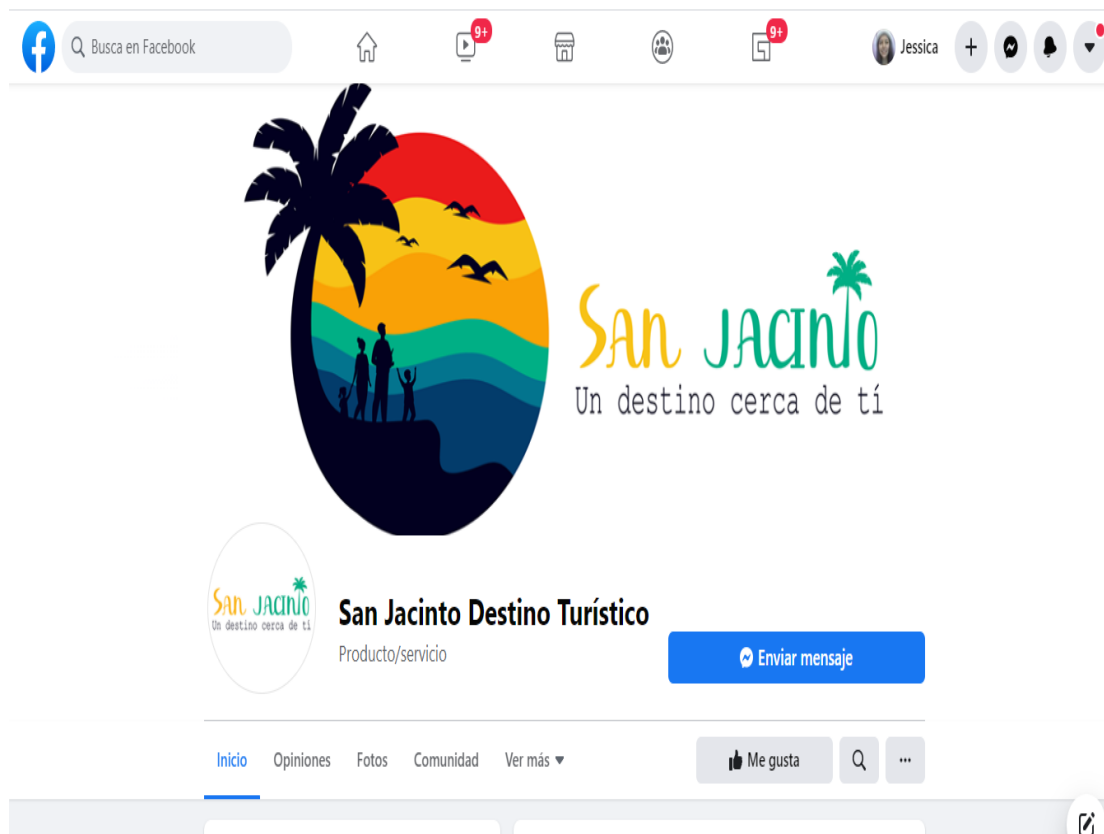 Busca en Facebook
9+
9+
Jessica
San Jacinto
Un destino cerca de tí
San Jacinto
Un destino cerca de tí
San Jacinto Destino Turístico
Producto/servicio
Enviar mensaje
Inicio Opiniones Fotos Comunidad Ver más
Me gusta